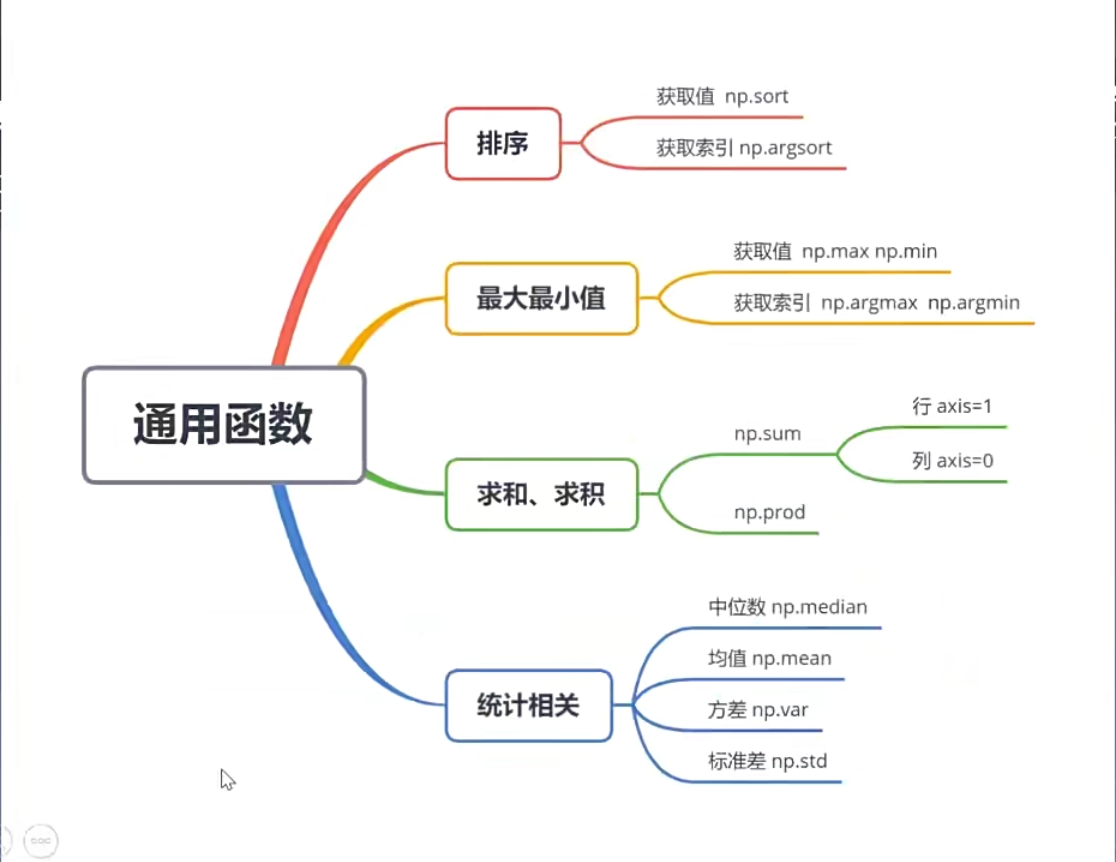 通用函数
排序
获取值 np.sort
获取索引 np.argsort
最大最小值
获取值 np.max np.min
获取索引 np.argmax np.argmin
求和、求积
np.sum
行 axis=1
列 axis=0
np.prod
统计相关
中位数 np.median
均值 np.mean
方差 np.var
标准差 np.std